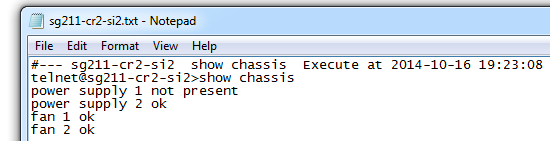 sg211-cr2-si2.txt - Notepad
File Edit Format View Help
#--- sg211-cr2-si2  show chassis  Execute at 2014-10-16 19:23:08
telnet@sg211-cr2-si2>show chassis
power supply 1 not present
power supply 2 ok
fan 1 ok
fan 2 ok